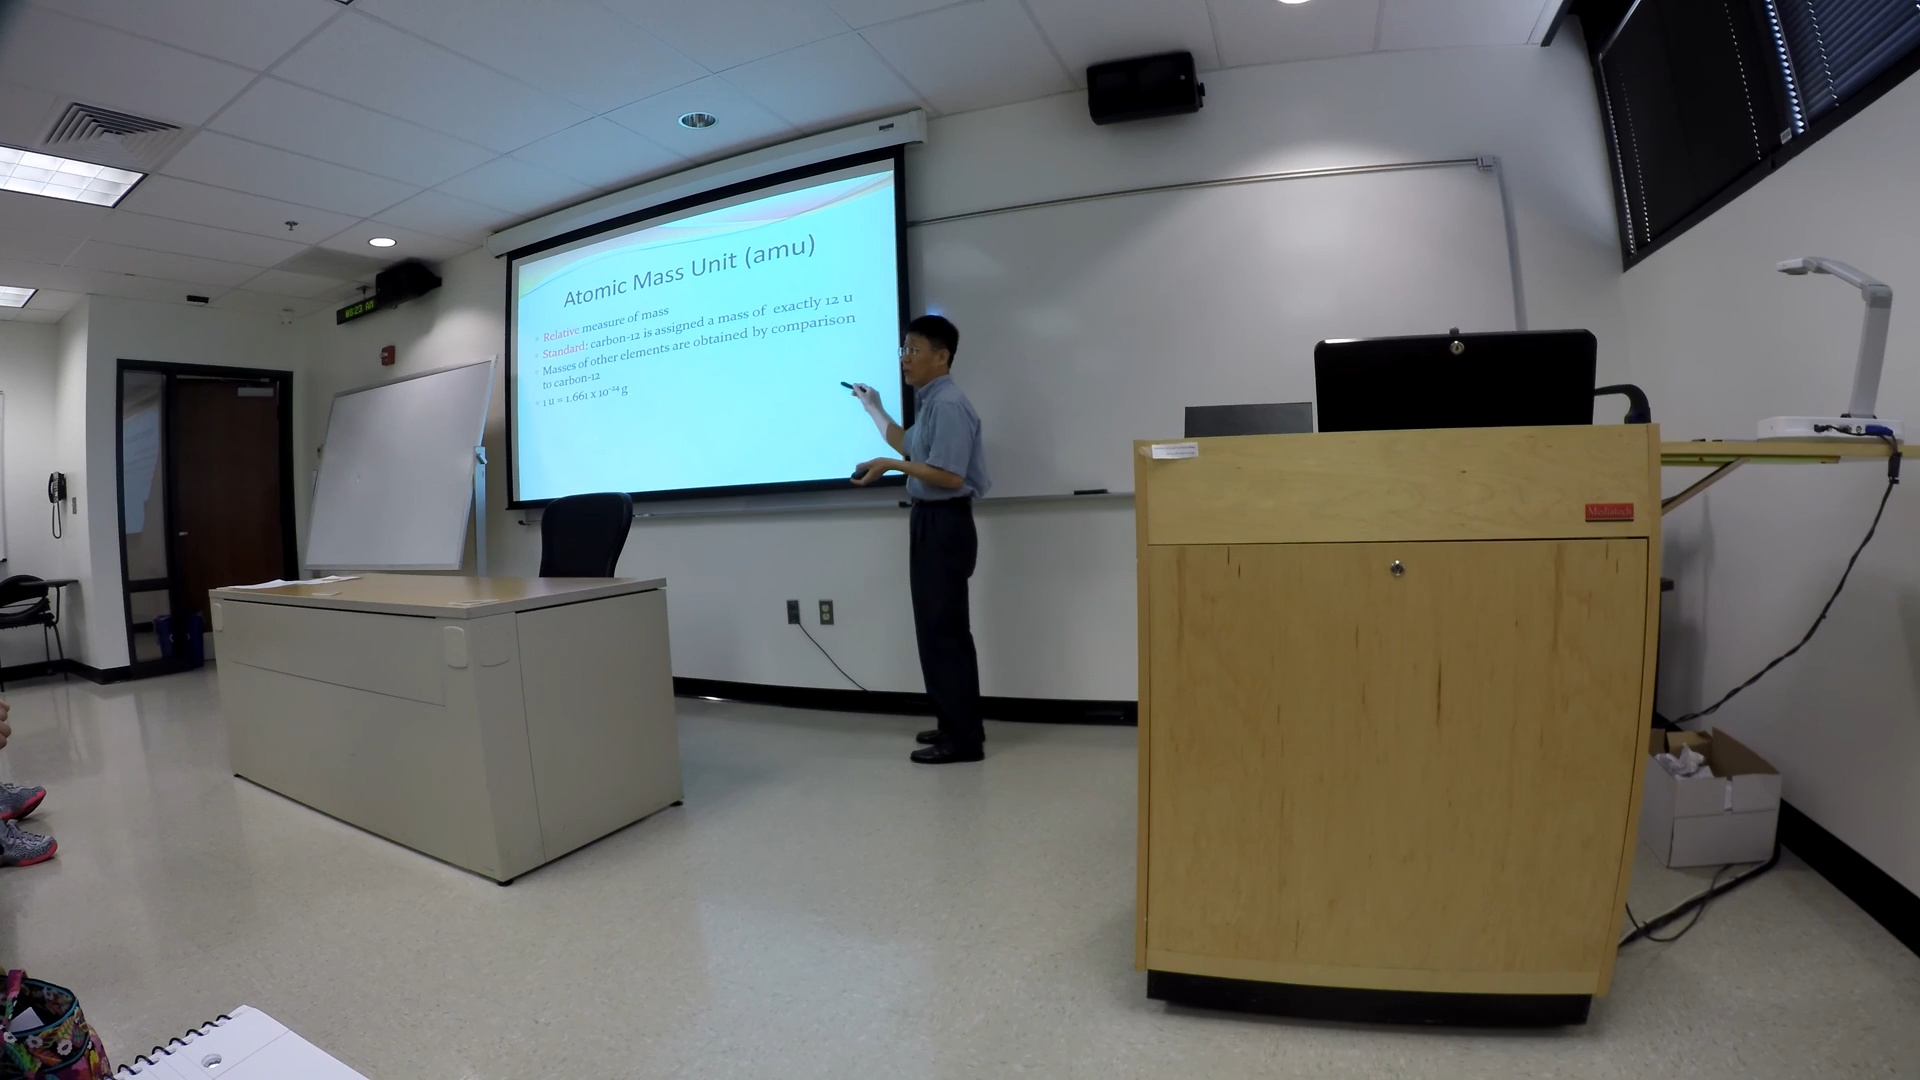 Atomic Mass Unit (amu)
Relative measure of mass
Standard: carbon-12 is assigned a mass of exactly 12 u
Masses of other elements are obtained by comparison
to carbon-12
1 u = 1.661 x 10⁻²⁴ g
Mediatech